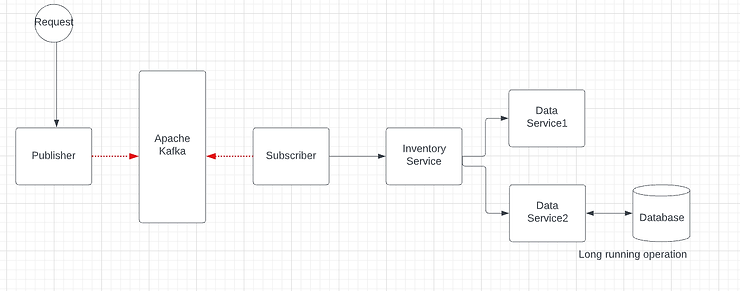 Request
Publisher
Apache
Kafka
Subscriber
Inventory
Service
Data
Service1
Data
Service2
Database
Long running operation